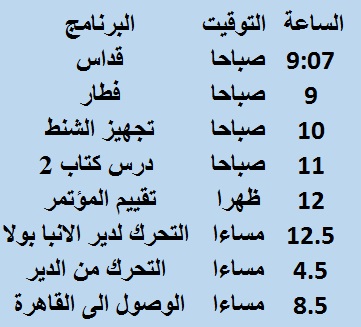 الساعة التوقيت البرنامج
9:07 صباحا قداس
9 صباحا فطار
10 صباحا تجهيز الشنط
11 صباحا درس كتاب 2
12 ظهرا تقييم المؤتمر
12.5 مساءا التحرك لدير الانبا بولا
4.5 مساءا التحرك من الدير
8.5 مساءا الوصول الى القاهرة